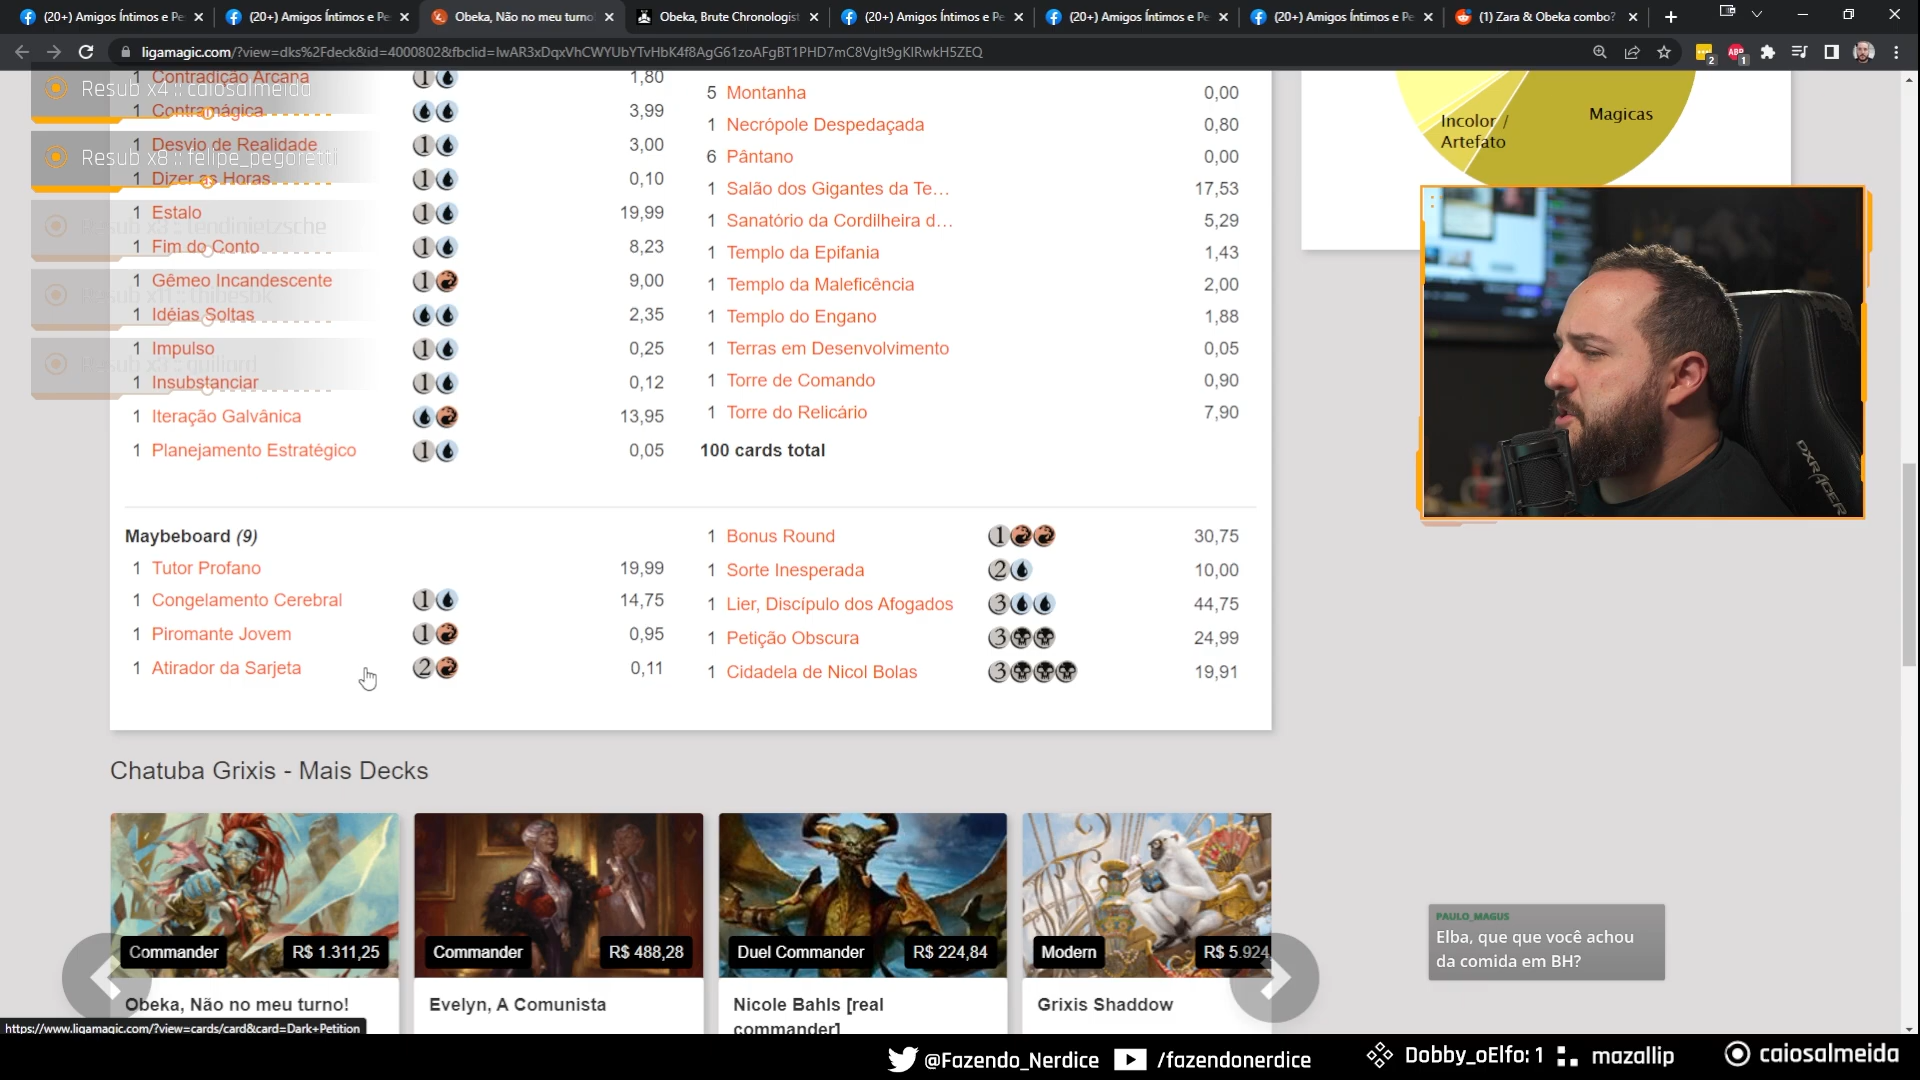 (20+) Amigos Íntimos e Pe
(20+) Amigos Íntimos e Pe
Obeka, Não no meu turno!
Obeka, Brute Chronologist
(20+) Amigos Íntimos e Pe
(20+) Amigos Íntimos e Pe
(20+) Amigos Íntimos e Pe
(1) Zara & Obeka combo?
ligamagic.com/?view=dks%2Fdeck&id=4000802&fbclid=IwAR3xDqxVhCWYUbYTvHbK4f8AgG61zoAFgBT1PHD7mC8VgIt9gKlRwkH5ZEQ
Resub x4 :: caiosalmeida
Resub x8 :: felipe_pegoretti
1 Contradição Arcana 1,80
1 Contramágica 3,99
1 Desvio de Realidade 3,00
1 Dizer as Horas 0,10
1 Estalo 19,99
1 Fim do Conto 8,23
1 Gêmeo Incandescente 9,00
1 Idéias Soltas 2,35
1 Impulso 0,25
1 Insubstanciar 0,12
1 Iteração Galvânica 13,95
1 Planejamento Estratégico 0,05
5 Montanha 0,00
1 Necrópole Despedaçada 0,80
6 Pântano 0,00
1 Salão dos Gigantes da Te... 17,53
1 Sanatório da Cordilheira d... 5,29
1 Templo da Epifania 1,43
1 Templo da Maleficência 2,00
1 Templo do Engano 1,88
1 Terras em Desenvolvimento 0,05
1 Torre de Comando 0,90
1 Torre do Relicário 7,90
100 cards total
Incolor /
Artefato
Magicas
DXRACER
Maybeboard (9)
1 Tutor Profano 19,99
1 Congelamento Cerebral 14,75
1 Piromante Jovem 0,95
1 Atirador da Sarjeta 0,11
1 Bonus Round 30,75
1 Sorte Inesperada 10,00
1 Lier, Discípulo dos Afogados 44,75
1 Petição Obscura 24,99
1 Cidadela de Nicol Bolas 19,91
Chatuba Grixis - Mais Decks
Commander R$ 1.311,25
Obeka, Não no meu turno!
Commander R$ 488,28
Evelyn, A Comunista
Duel Commander R$ 224,84
Nicole Bahls [real
commander]
Modern R$ 5.924
Grixis Shaddow
PAULO_MAGUS
Elba, que que você achou
da comida em BH?
https://www.ligamagic.com/?view=cards/card&card=Dark+Petition
@Fazendo_Nerdice
/fazendonerdice
Dobby_oElfo: 1
mazallip
caiosalmeida